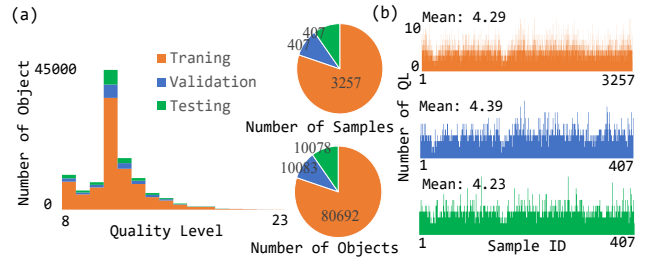 (a)
45000
Number of Object
0
8
23
Quality Level
Traning
Validation
Testing
407
407
3257
Number of Samples
10078
10083
80692
Number of Objects
(b)
Number of QL
10
0
Mean: 4.29
1
3257
Mean: 4.39
1
407
Mean: 4.23
1
407
Sample ID